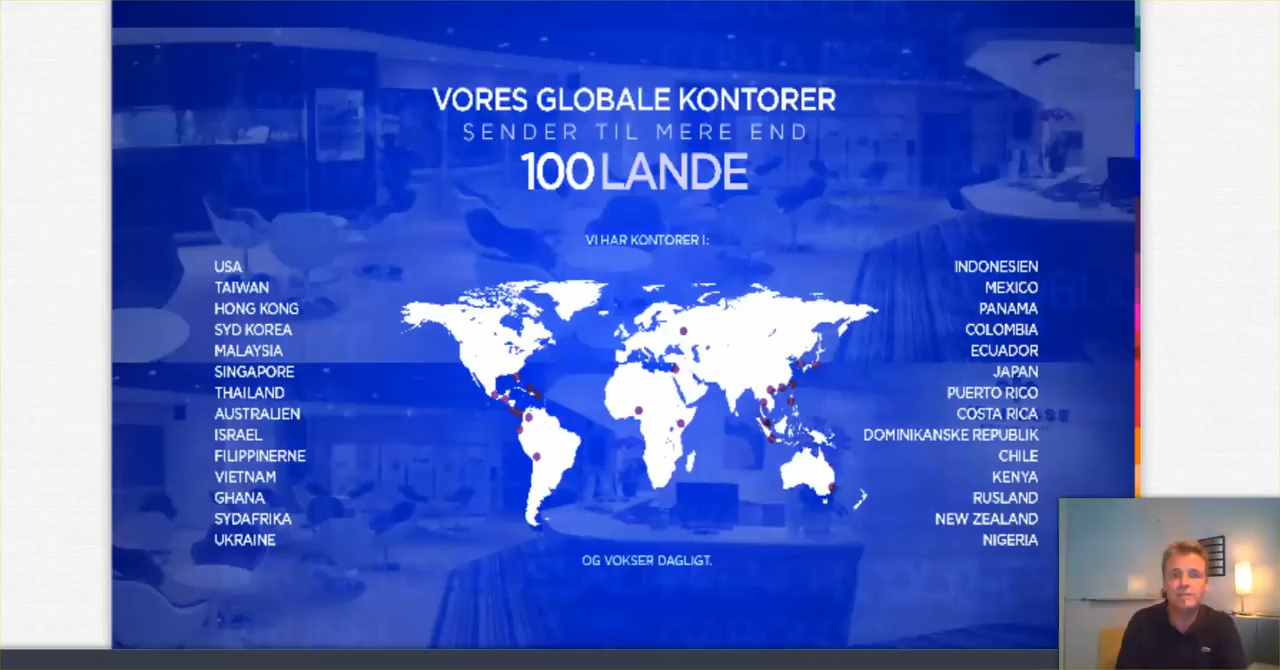 VORES GLOBALE KONTORER
SENDER TIL MERE END
100 LANDE
VI HAR KONTORER I:
USA
TAIWAN
HONG KONG
SYD KOREA
MALAYSIA
SINGAPORE
THAILAND
AUSTRALIEN
ISRAEL
FILIPPINERNE
VIETNAM
GHANA
SYDAFRIKA
UKRAINE
INDONESIEN
MEXICO
PANAMA
COLOMBIA
ECUADOR
JAPAN
PUERTO RICO
COSTA RICA
DOMINIKANSKE REPUBLIK
CHILE
KENYA
RUSLAND
NEW ZEALAND
NIGERIA
OG VOKSER DAGLIGT.